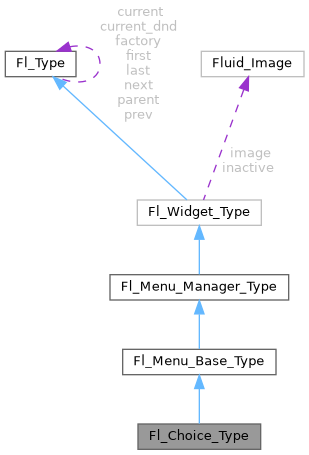 current
current_dnd
factory
first
last
next
parent
prev
Fl_Type
Fluid_Image
image
inactive
Fl_Widget_Type
Fl_Menu_Manager_Type
Fl_Menu_Base_Type
Fl_Choice_Type